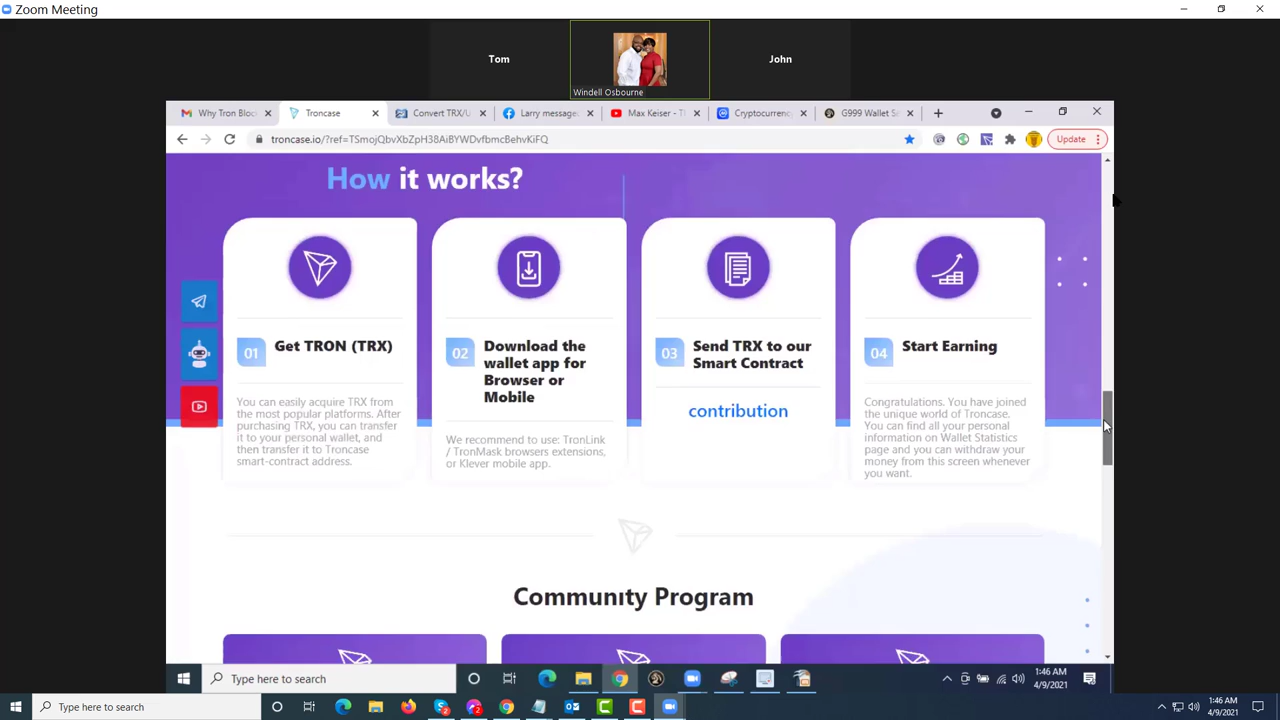 Zoom Meeting
Tom
Windell Osbourne
John
Why Tron Bloc
Troncase
Convert TRX/U
Larry message
Max Keiser - T
Cryptocurrenc
G999 Wallet S
troncase.io/?ref=
Update
How it works?
01
Get TRON (TRX)
You can easily acquire TRX from
the most popular platforms. After
purchasing TRX, you can transfer
it to your personal wallet, and
then transfer it to Troncase
smart-contract address.
02
Download the
wallet app for
Browser or
Mobile
We recommend to use: TronLink
/ TronMask browsers extensions,
or Klever mobile app.
03
Send TRX to our
Smart Contract
contribution
04
Start Earning
Congratulations. You have joined
the unique world of Troncase.
You can find all your personal
information on Wallet Statistics
page and you can withdraw your
money from this screen whenever
you want.
Community Program
Type here to search
1:46 AM
4/9/2021
Type here to search
1:46 AM
4/9/2021